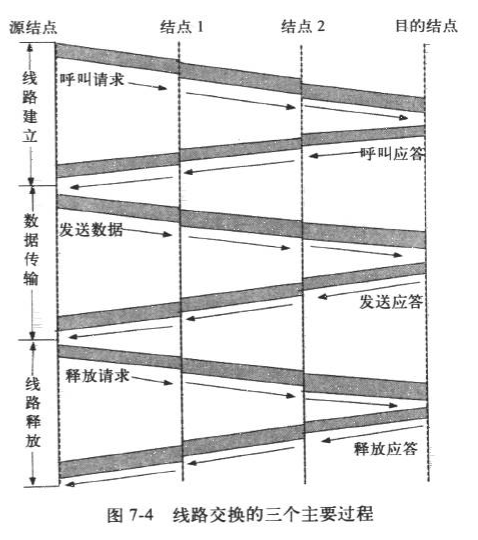 源结点 结点 1 结点 2 目的结点
线路建立
呼叫请求
呼叫应答
数据传输
发送数据
发送应答
线路释放
释放请求
释放应答
图 7-4 线路交换的三个主要过程